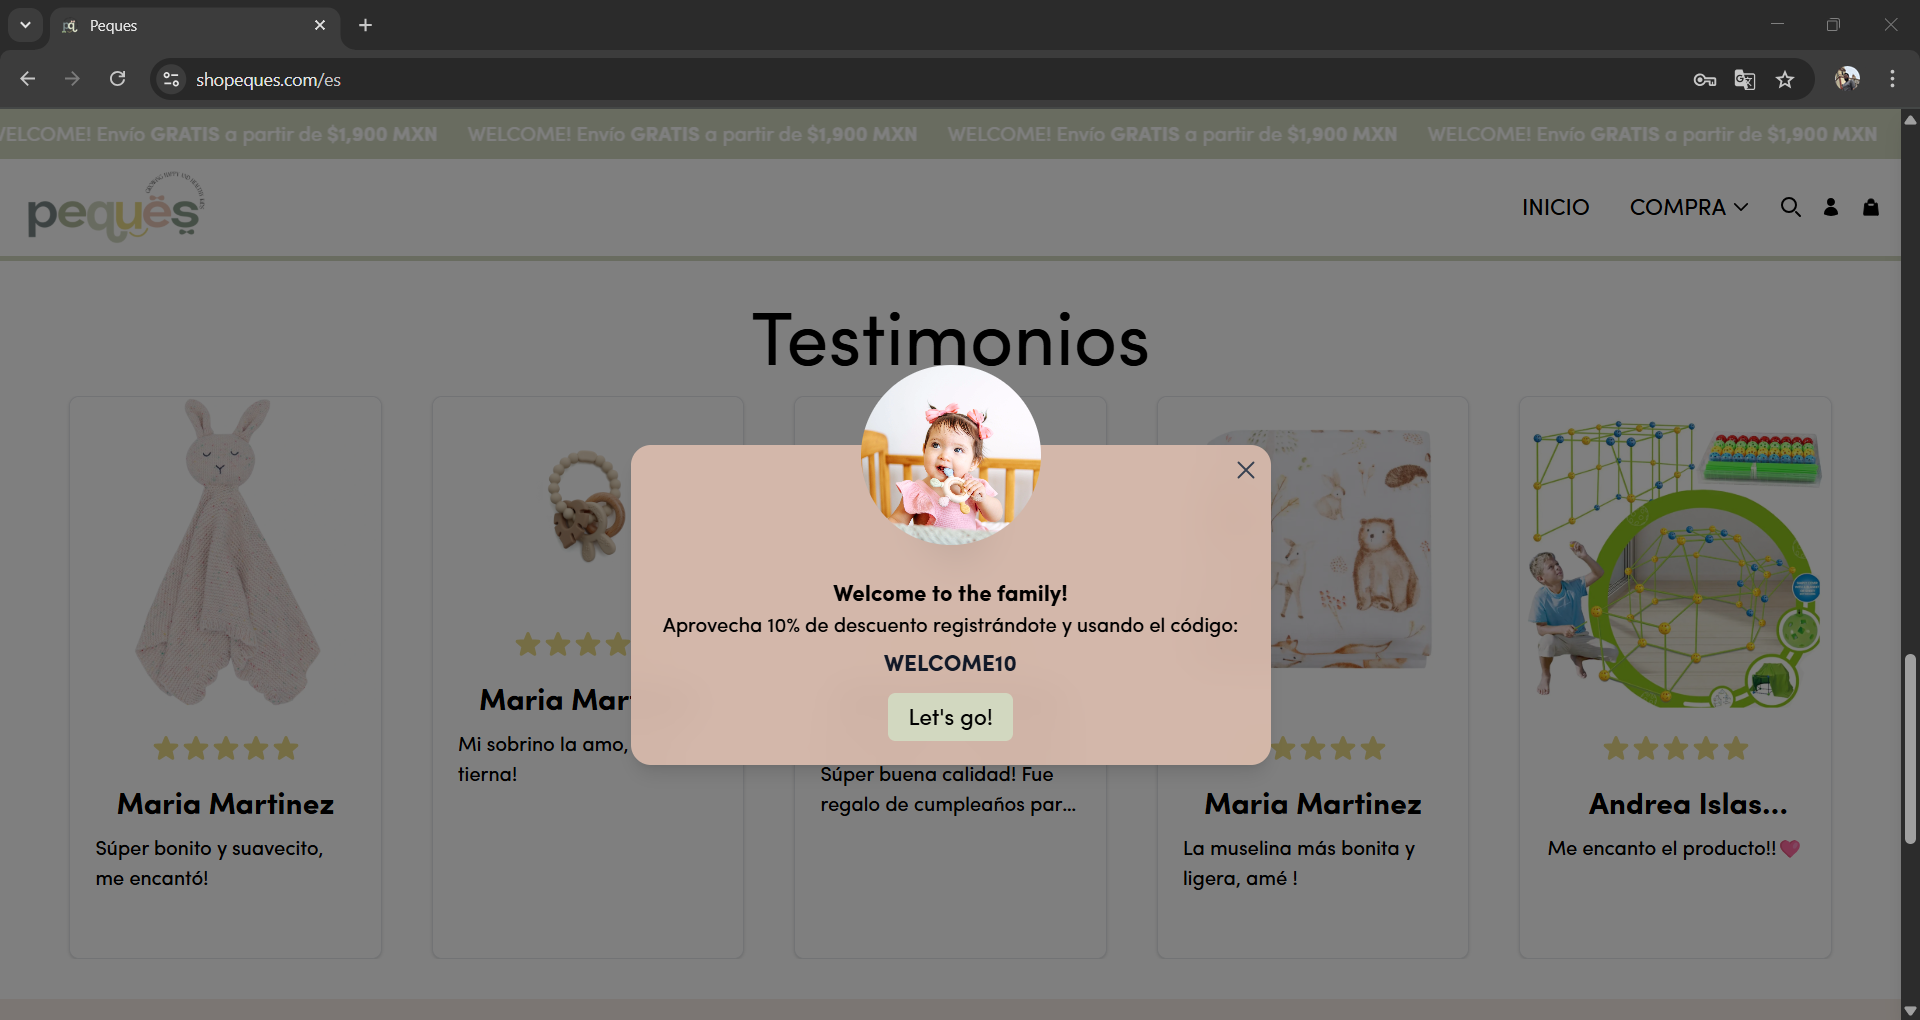 Peques
shopeques.com/es
WELCOME! Envío GRATIS a partir de $1,900 MXN WELCOME! Envío GRATIS a partir de $1,900 MXN WELCOME! Envío GRATIS a partir de $1,900 MXN
ELCOME! Envío GRATIS a partir de $1,900 MXN
pequës
INICIO COMPRA
Testimonios
Welcome to the family!
Aprovecha 10% de descuento registrándote y usando el código:
WELCOME10
Let's go!
Maria Martinez
Súper bonito y suavecito,
me encantó!
Maria Mar
Mi sobrino la amo,
tierna!
Súper buena calidad! Fue
regalo de cumpleaños par...
Maria Martinez
La muselina más bonita y
ligera, amé !
Andrea Islas...
Me encanto el producto!!💗